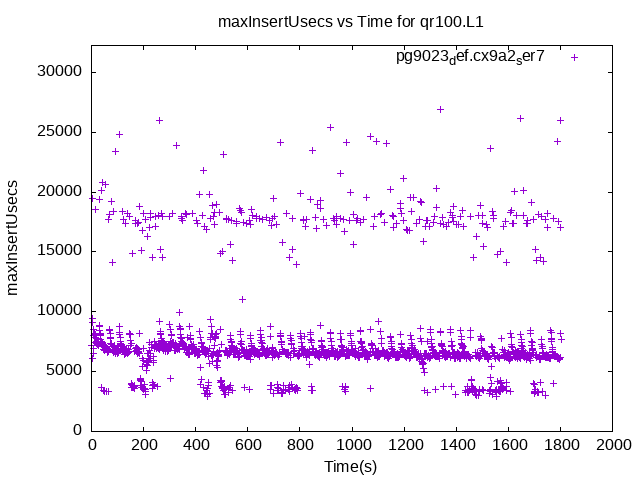 maxInsertUsecs vs Time for qr100.L1
pg9023def.cx9a2ser7
maxInsertUsecs
30000
25000
20000
15000
10000
5000
0
0 200 400 600 800 1000 1200 1400 1600 1800 2000
Time(s)